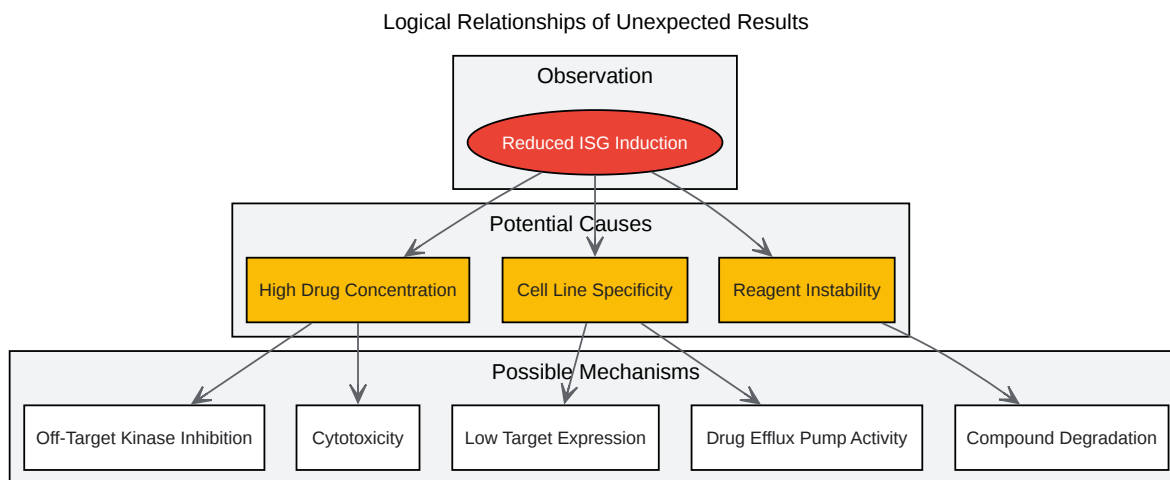 Logical Relationships of Unexpected Results
Observation
Reduced ISG Induction
Potential Causes
High Drug Concentration
Cell Line Specificity
Reagent Instability
Possible Mechanisms
Off-Target Kinase Inhibition
Cytotoxicity
Low Target Expression
Drug Efflux Pump Activity
Compound Degradation